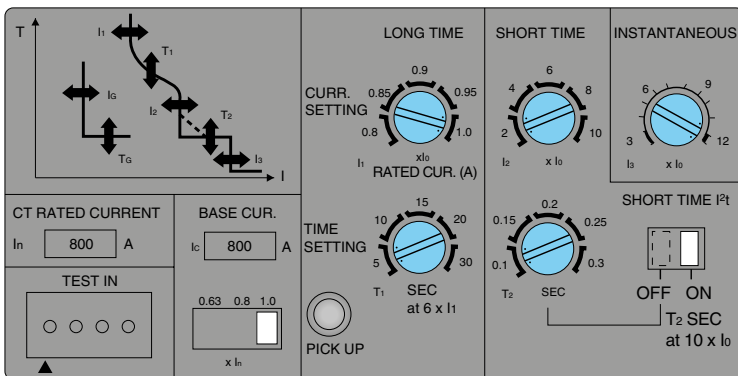 T
I1
T1
IG
I2
T2
TG
I3
I
LONG TIME
CURR.
SETTING
0.8
0.85
0.9
0.95
1.0
I1
xI0
RATED CUR. (A)
SHORT TIME
2
4
6
8
10
I2
x I0
INSTANTANEOUS
3
6
9
12
I3
x I0
CT RATED CURRENT
In
800
A
BASE CUR.
Ic
800
A
TIME
SETTING
5
10
15
20
30
T1
SEC
at 6 x I1
0.1
0.15
0.2
0.25
0.3
T2
SEC
SHORT TIME I²t
OFF ON
T2 SEC
at 10 x I0
TEST IN
0.63 0.8 1.0
x In
PICK UP